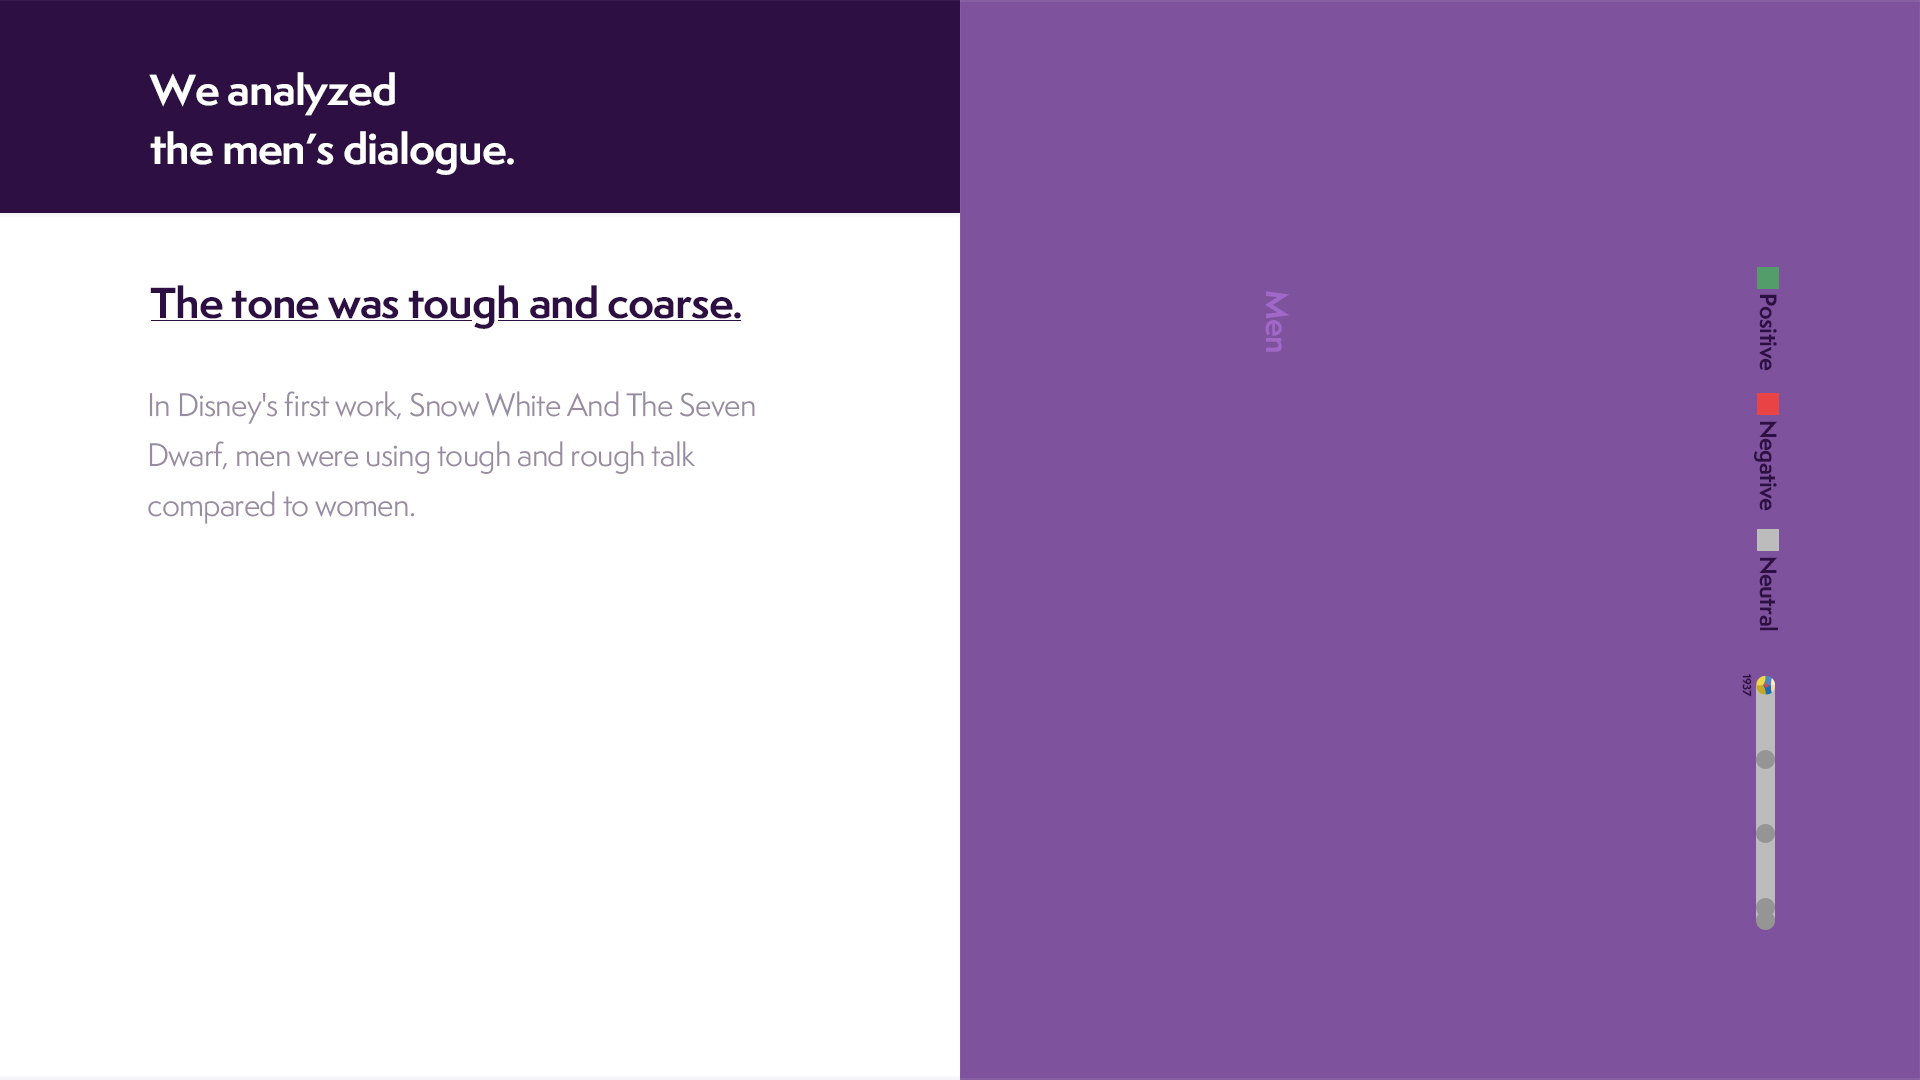 We analyzed
the men's dialogue.
The tone was tough and coarse.
In Disney's first work, Snow White And The Seven
Dwarf, men were using tough and rough talk
compared to women.
Men
Positive
Negative
Neutral
1937